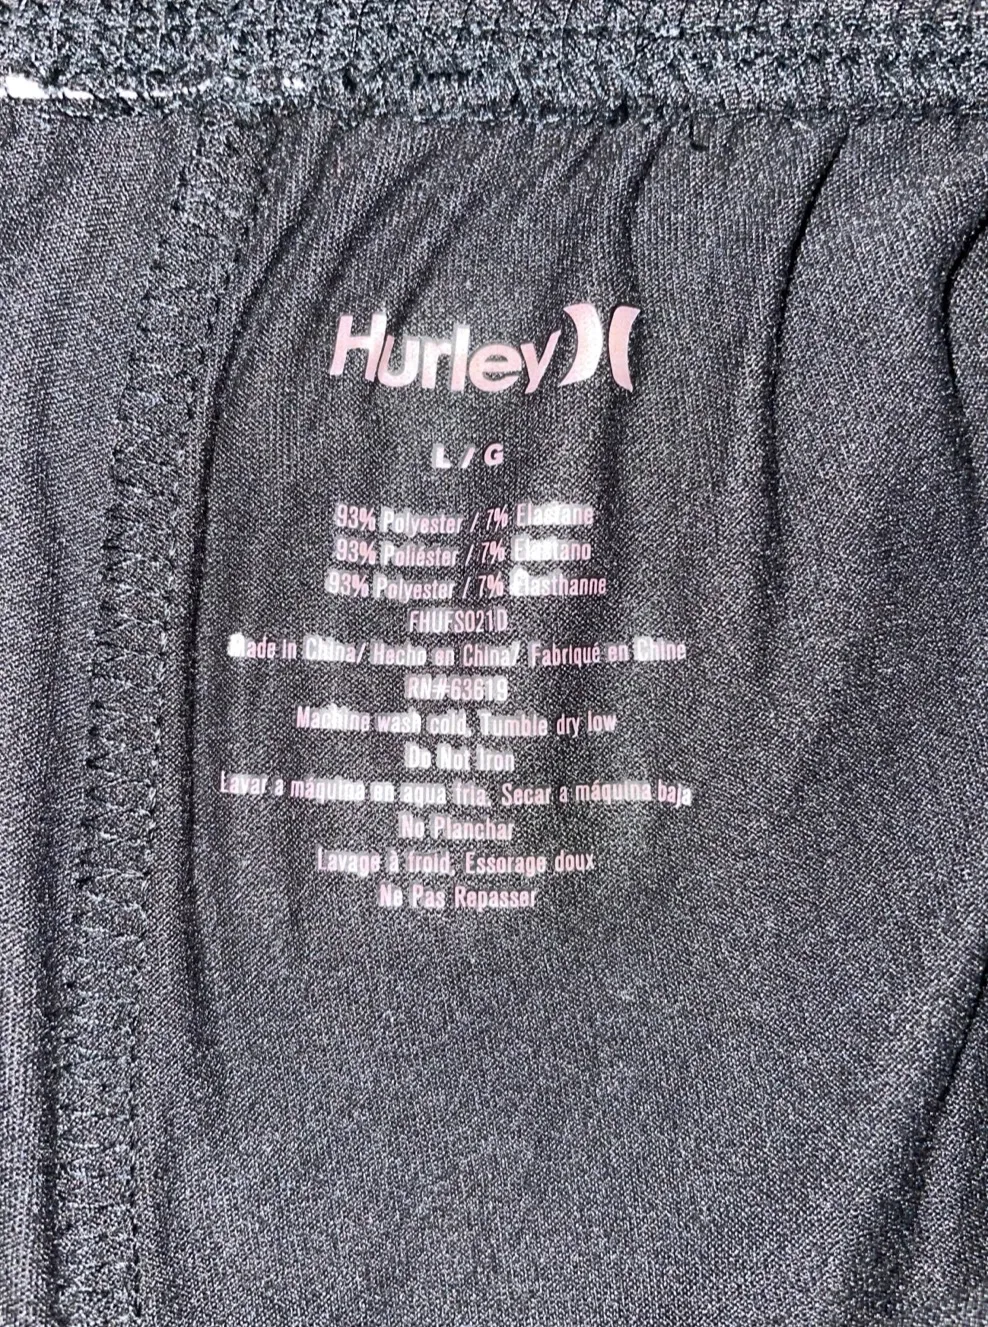 Hurley
L / G
93% Polyester / 7% Elastane
93% Poliéster / 7% Elastano
93% Polyester / 7% Elasthanne
FHUFS021D
Made in China/ Hecho en China/ Fabriqué en Chine
RN#63619
Machine wash cold, Tumble dry low
Do Not Iron
Lavar a máquina en aqua fria, Secar a máquina baja
No Planchar
Lavage à froid, Essorage doux
Ne Pas Repasser